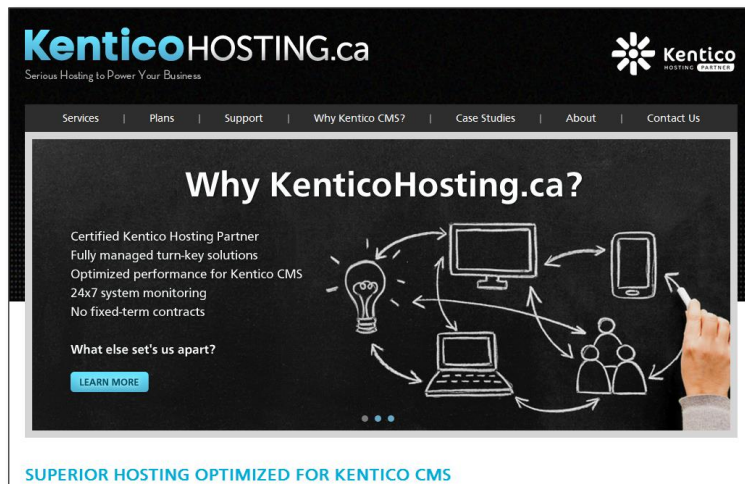 KenticoHOSTING.ca
Serious Hosting to Power Your Business
Kentico
HOSTING PARTNER
Services | Plans | Support | Why Kentico CMS? | Case Studies | About | Contact Us
Why KenticoHosting.ca?
Certified Kentico Hosting Partner
Fully managed turn-key solutions
Optimized performance for Kentico CMS
24x7 system monitoring
No fixed-term contracts
What else set's us apart?
LEARN MORE
SUPERIOR HOSTING OPTIMIZED FOR KENTICO CMS